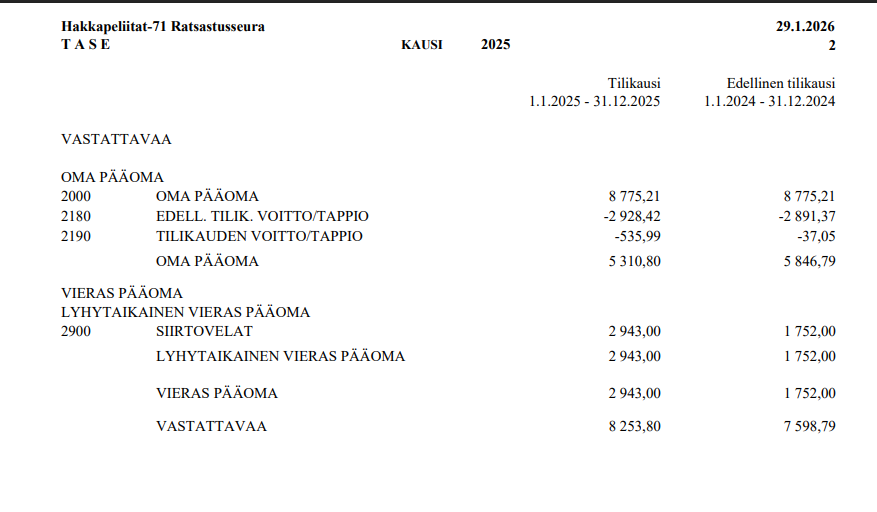 Hakkapeliitat-71 Ratsastusseura 29.1.2026
T A S E KAUSI 2025 2
Tilikausi Edellinen tilikausi
1.1.2025 - 31.12.2025 1.1.2024 - 31.12.2024
VASTATTAVAA
OMA PÄÄOMA
2000 OMA PÄÄOMA 8 775,21 8 775,21
2180 EDELL. TILIK. VOITTO/TAPPIO -2 928,42 -2 891,37
2190 TILIKAUDEN VOITTO/TAPPIO -535,99 -37,05
OMA PÄÄOMA 5 310,80 5 846,79
VIERAS PÄÄOMA
LYHYTAIKAINEN VIERAS PÄÄOMA
2900 SIIRTOVELAT 2 943,00 1 752,00
LYHYTAIKAINEN VIERAS PÄÄOMA 2 943,00 1 752,00
VIERAS PÄÄOMA 2 943,00 1 752,00
VASTATTAVAA 8 253,80 7 598,79